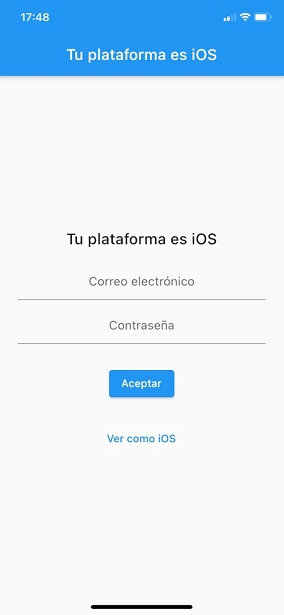 17:48
Tu plataforma es iOS
Tu plataforma es iOS
Correo electrónico
Contraseña
Aceptar
Ver como iOS